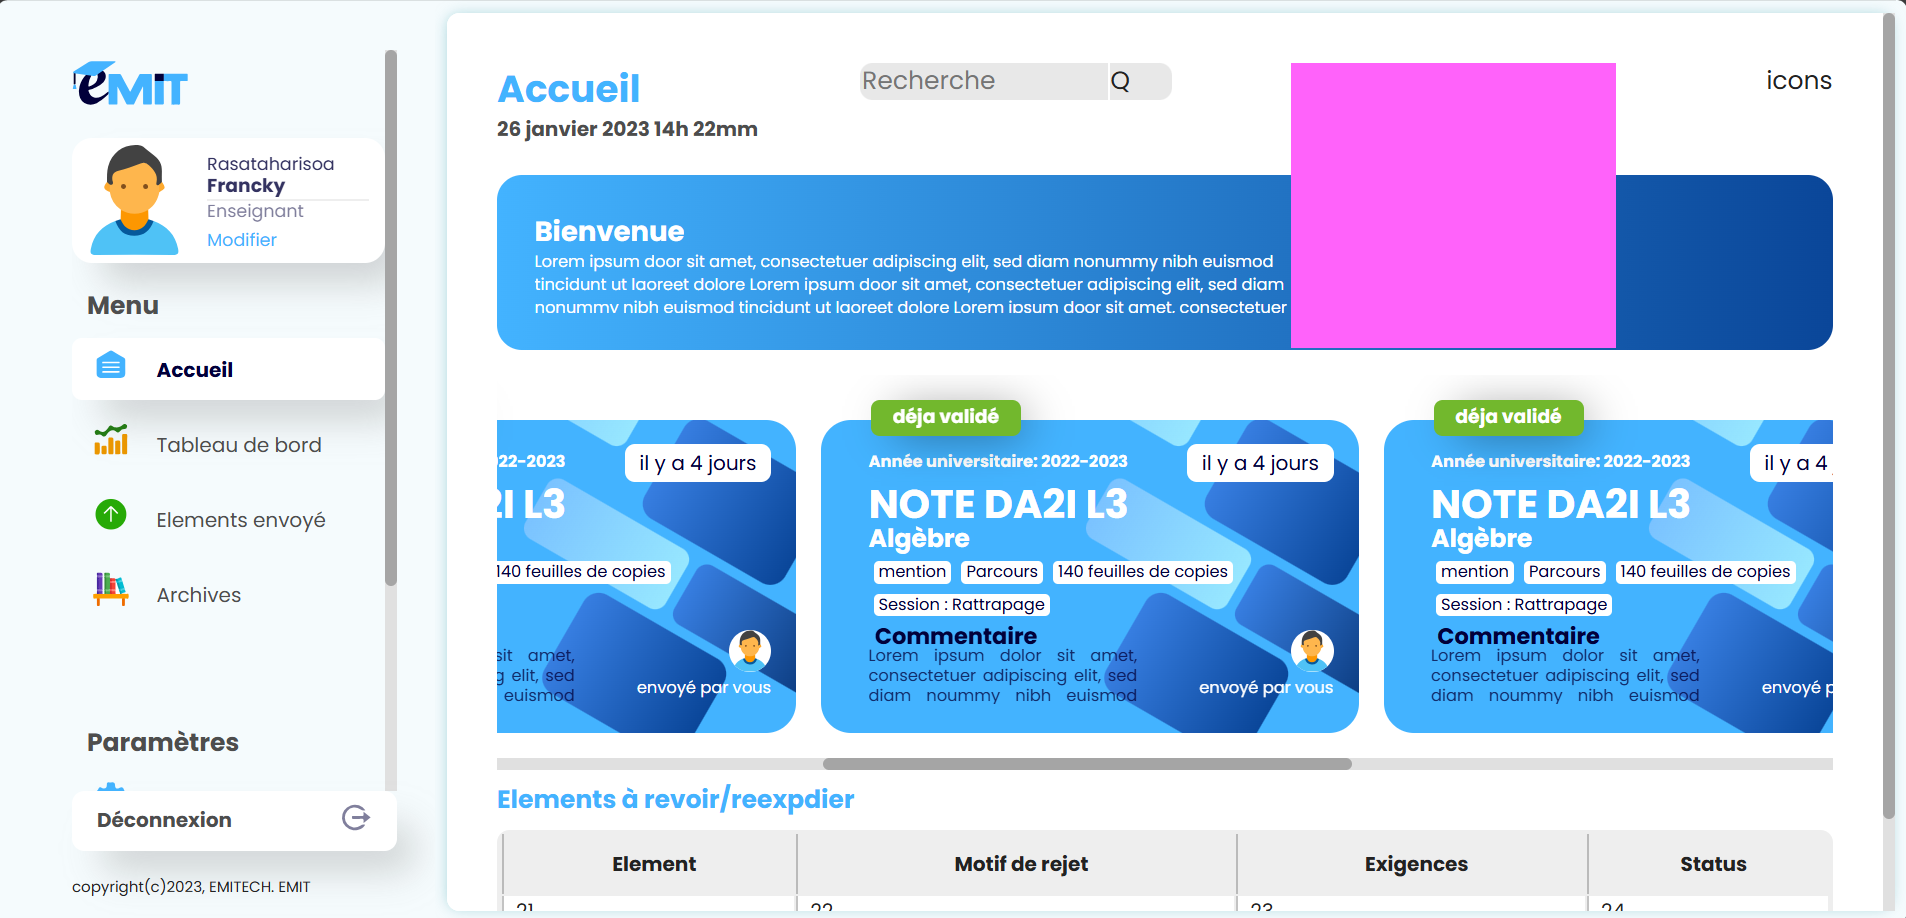 eMIT
Rasataharisoa
Francky
Enseignant
Modifier
Menu
Accueil
Tableau de bord
Elements envoyé
Archives
Paramètres
Déconnexion
copyright(c)2023, EMITECH. EMIT
Accueil
26 janvier 2023 14h 22mm
Recherche
Q
icons
Bienvenue
Lorem ipsum door sit amet, consectetuer adipiscing elit, sed diam nonummy nibh euismod
tincidunt ut laoreet dolore Lorem ipsum door sit amet, consectetuer adipiscing elit, sed diam
nonummy nibh euismod tincidunt ut laoreet dolore Lorem ipsum door sit amet, consectetuer
22-2023
il y a 4 jours
2I L3
140 feuilles de copies
sit amet,
g elit, sed
euismod
envoyé par vous
déja validé
Année universitaire: 2022-2023
il y a 4 jours
NOTE DA2I L3
Algèbre
mention
Parcours
140 feuilles de copies
Session : Rattrapage
Commentaire
Lorem ipsum dolor sit amet,
consectetuer adipiscing elit, sed
diam noummy nibh euismod
envoyé par vous
déja validé
Année universitaire: 2022-2023
il y a 4
NOTE DA2I L3
Algèbre
mention
Parcours
140 feuilles de copies
Session : Rattrapage
Commentaire
Lorem ipsum dolor sit amet,
consectetuer adipiscing elit, sed
diam noummy nibh euismod
envoyé p
Elements à revoir/reexpdier
Element
Motif de rejet
Exigences
Status
21
22
23
24